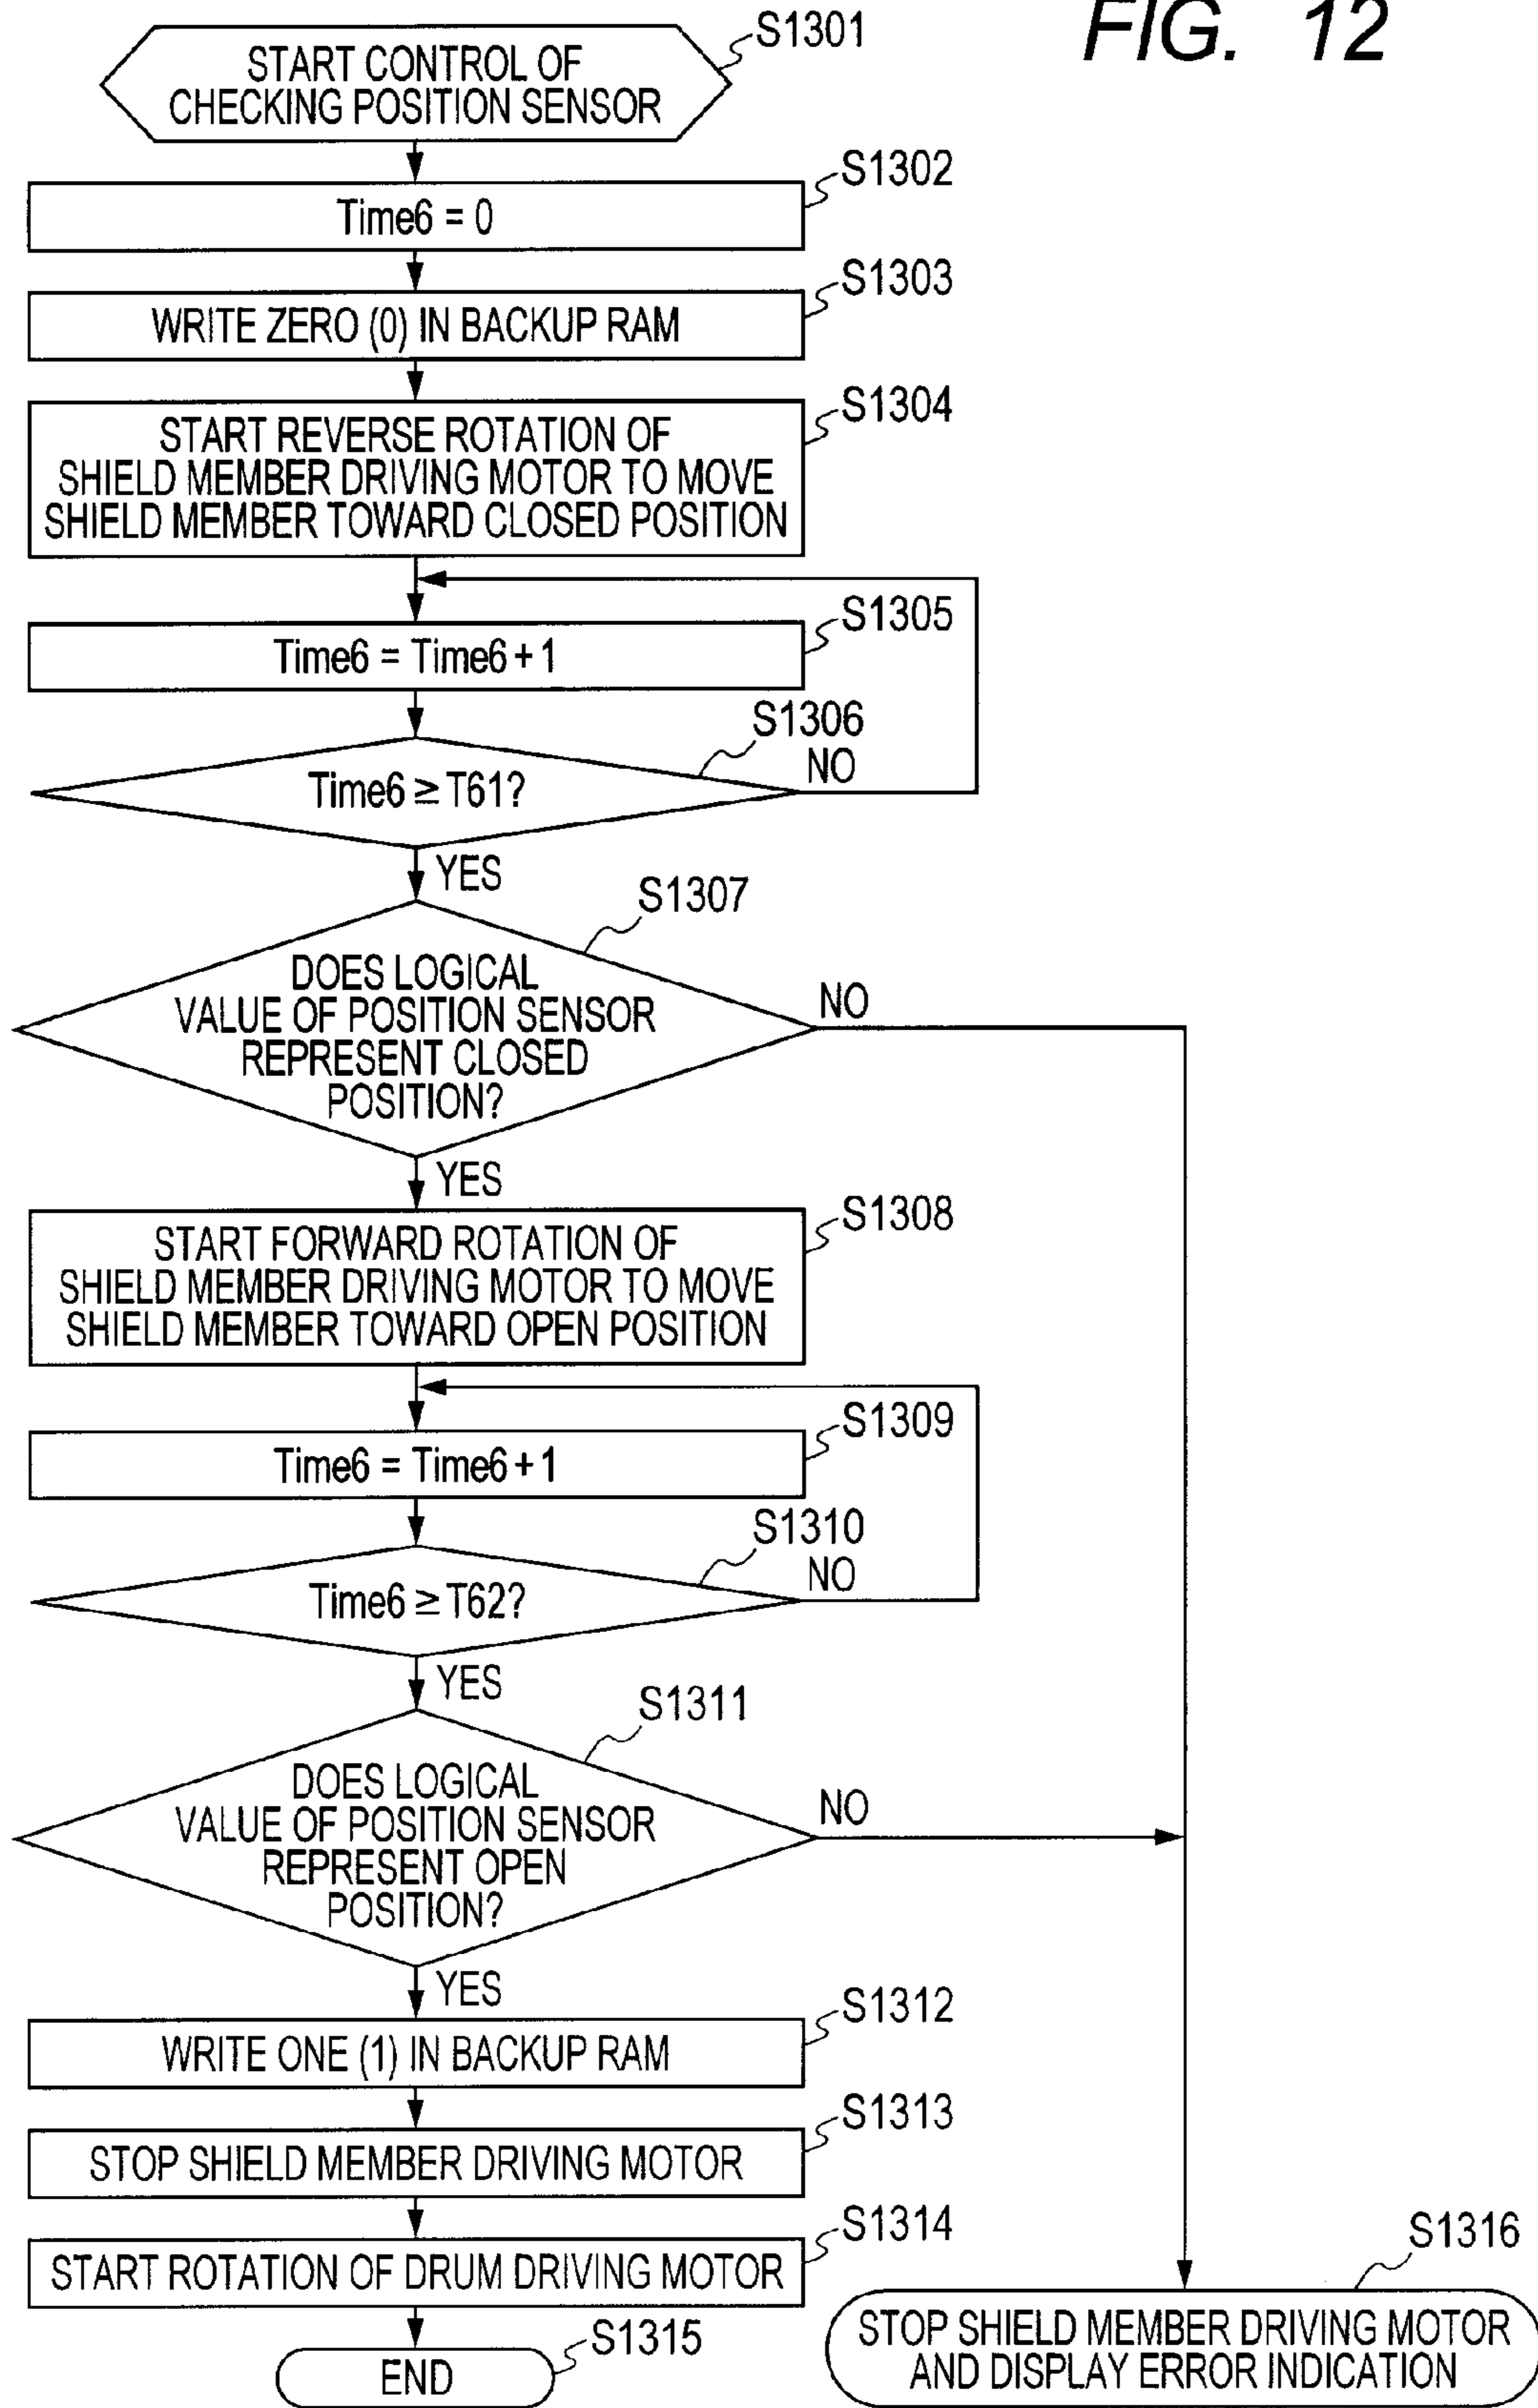 FIG. 12
S1301
START CONTROL OF
CHECKING POSITION SENSOR
S1302
Time6 = 0
S1303
WRITE ZERO (0) IN BACKUP RAM
S1304
START REVERSE ROTATION OF
SHIELD MEMBER DRIVING MOTOR TO MOVE
SHIELD MEMBER TOWARD CLOSED POSITION
S1305
Time6 = Time6 + 1
S1306
NO
Time6 ≥ T61?
YES
S1307
DOES LOGICAL
VALUE OF POSITION SENSOR
REPRESENT CLOSED
POSITION?
NO
YES
S1308
START FORWARD ROTATION OF
SHIELD MEMBER DRIVING MOTOR TO MOVE
SHIELD MEMBER TOWARD OPEN POSITION
S1309
Time6 = Time6 + 1
S1310
NO
Time6 ≥ T62?
YES
S1311
DOES LOGICAL
VALUE OF POSITION SENSOR
REPRESENT OPEN
POSITION?
NO
YES
S1312
WRITE ONE (1) IN BACKUP RAM
S1313
STOP SHIELD MEMBER DRIVING MOTOR
S1314
START ROTATION OF DRUM DRIVING MOTOR
S1315
END
S1316
STOP SHIELD MEMBER DRIVING MOTOR
AND DISPLAY ERROR INDICATION